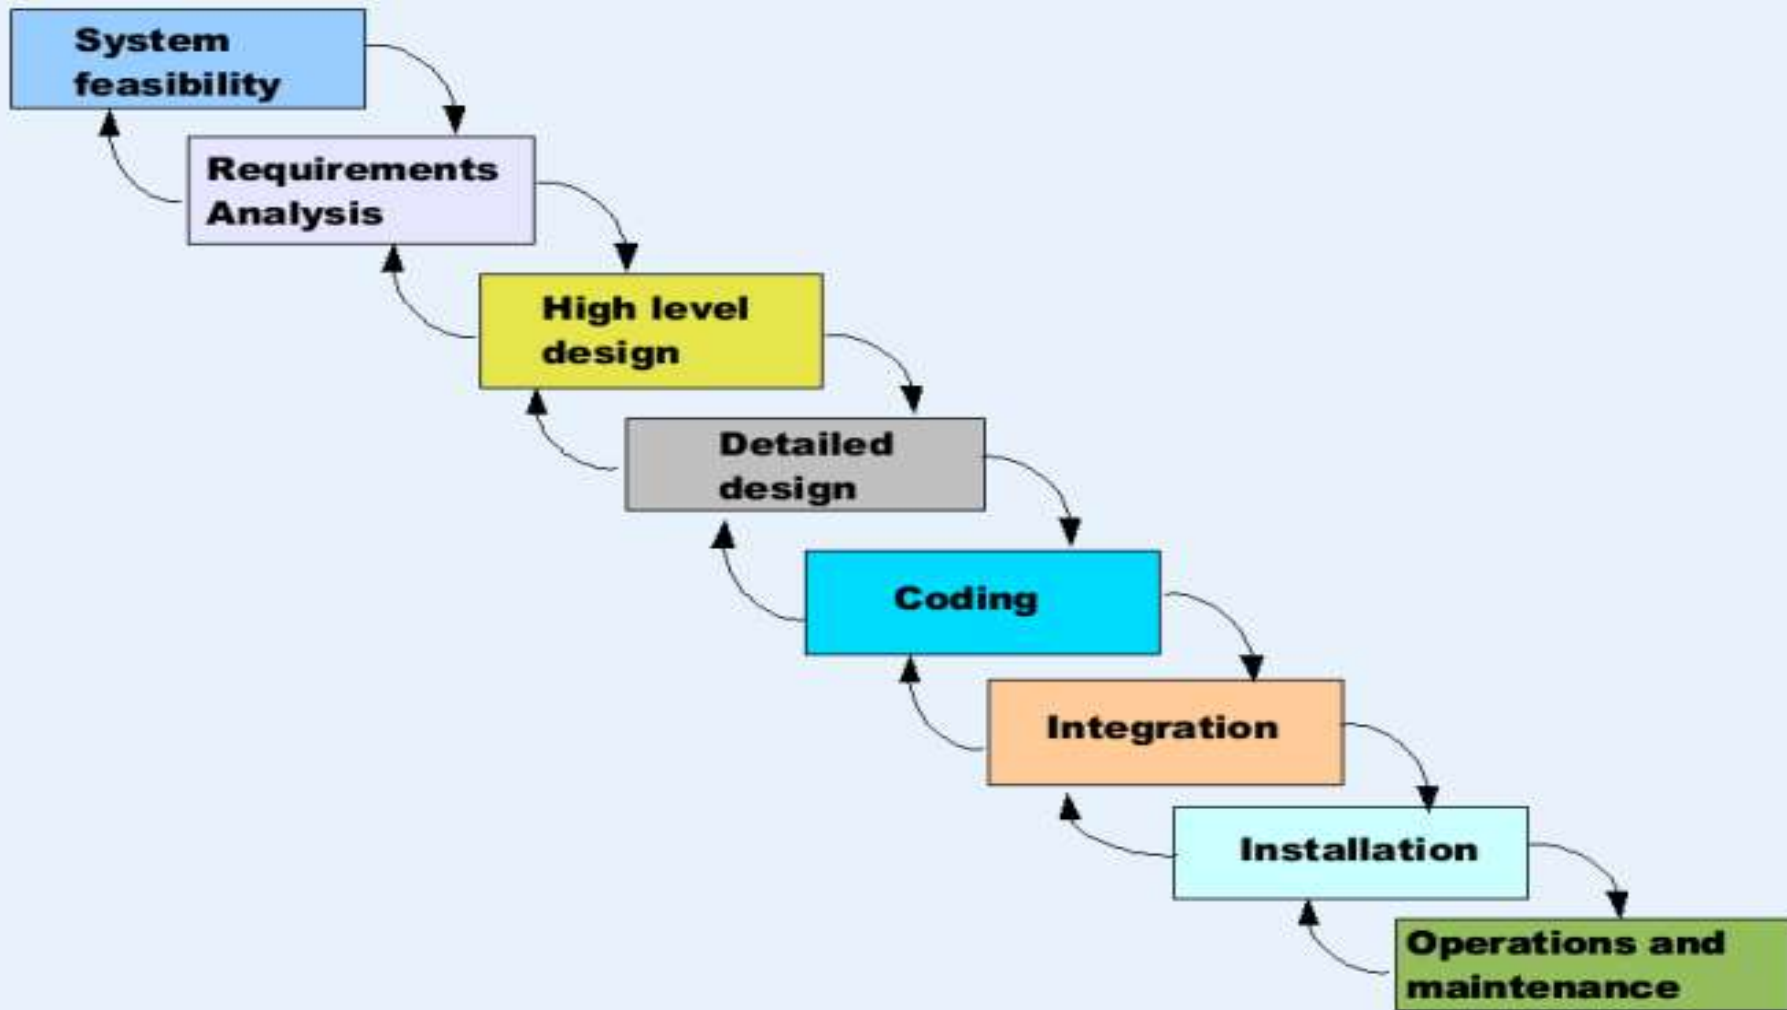 System
feasibility
Requirements
Analysis
High level
design
Detailed
design
Coding
Integration
Installation
Operations and
maintenance